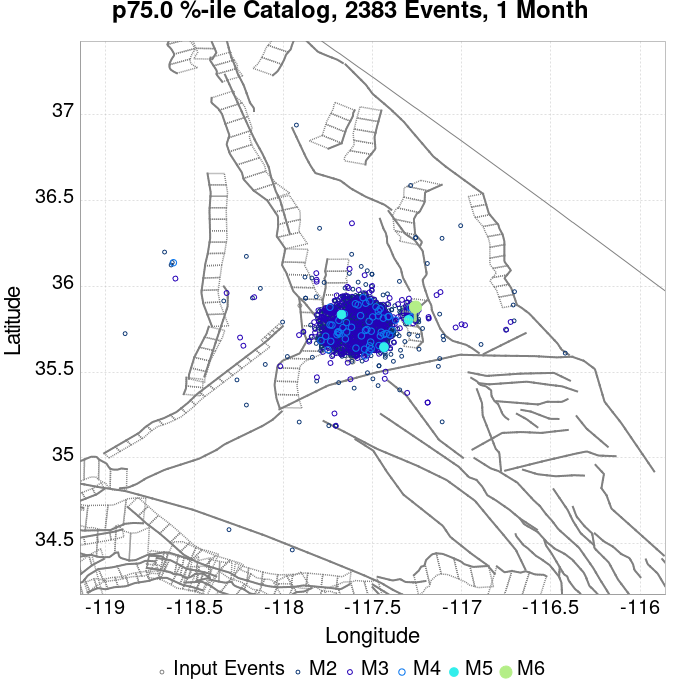 p75.0 %-ile Catalog, 2383 Events, 1 Month
37
36.5
36
35.5
35
34.5
Latitude
-119 -118.5 -118 -117.5 -117 -116.5 -116
Longitude
Input Events M2 M3 M4 M5 M6